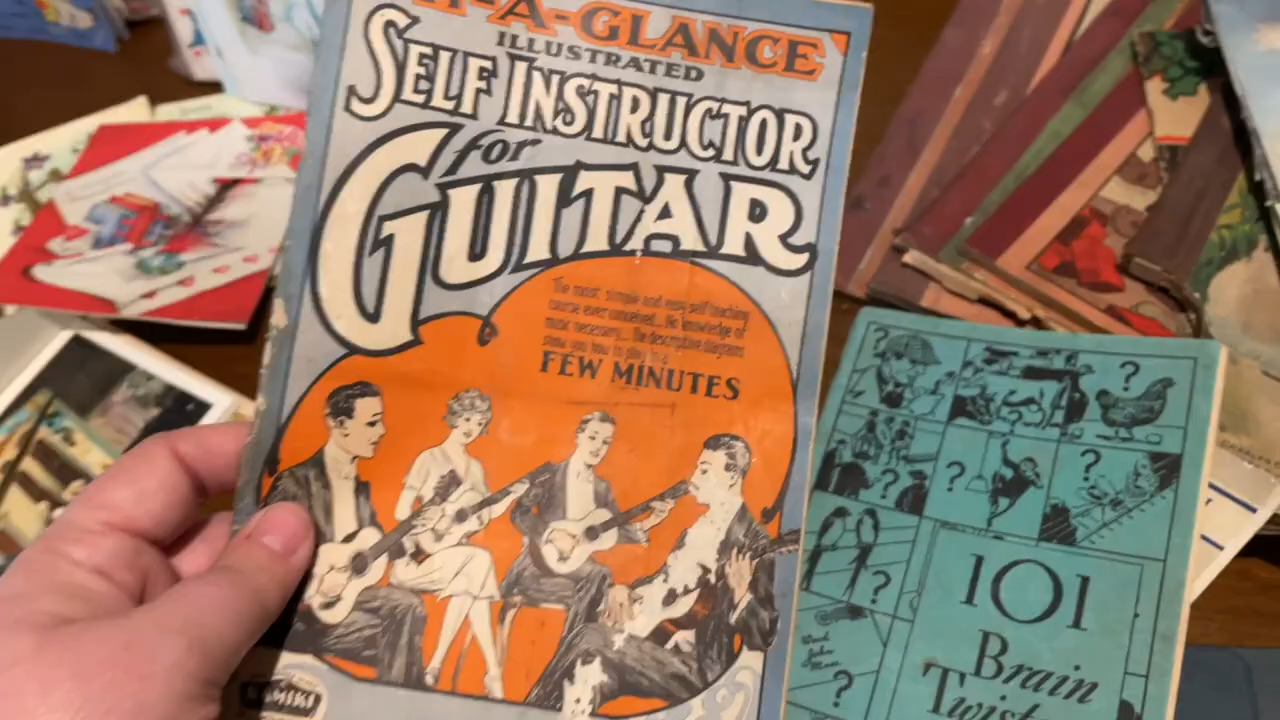 -A-GLANCE
ILLUSTRATED
SELF INSTRUCTOR
for
GUITAR
The most simple and easy self teaching
course ever conceived... No knowledge of
music necessary... The descriptive diagrams
show you how to play in a
FEW MINUTES
?
?
?
?
?
?
?
101
Brain